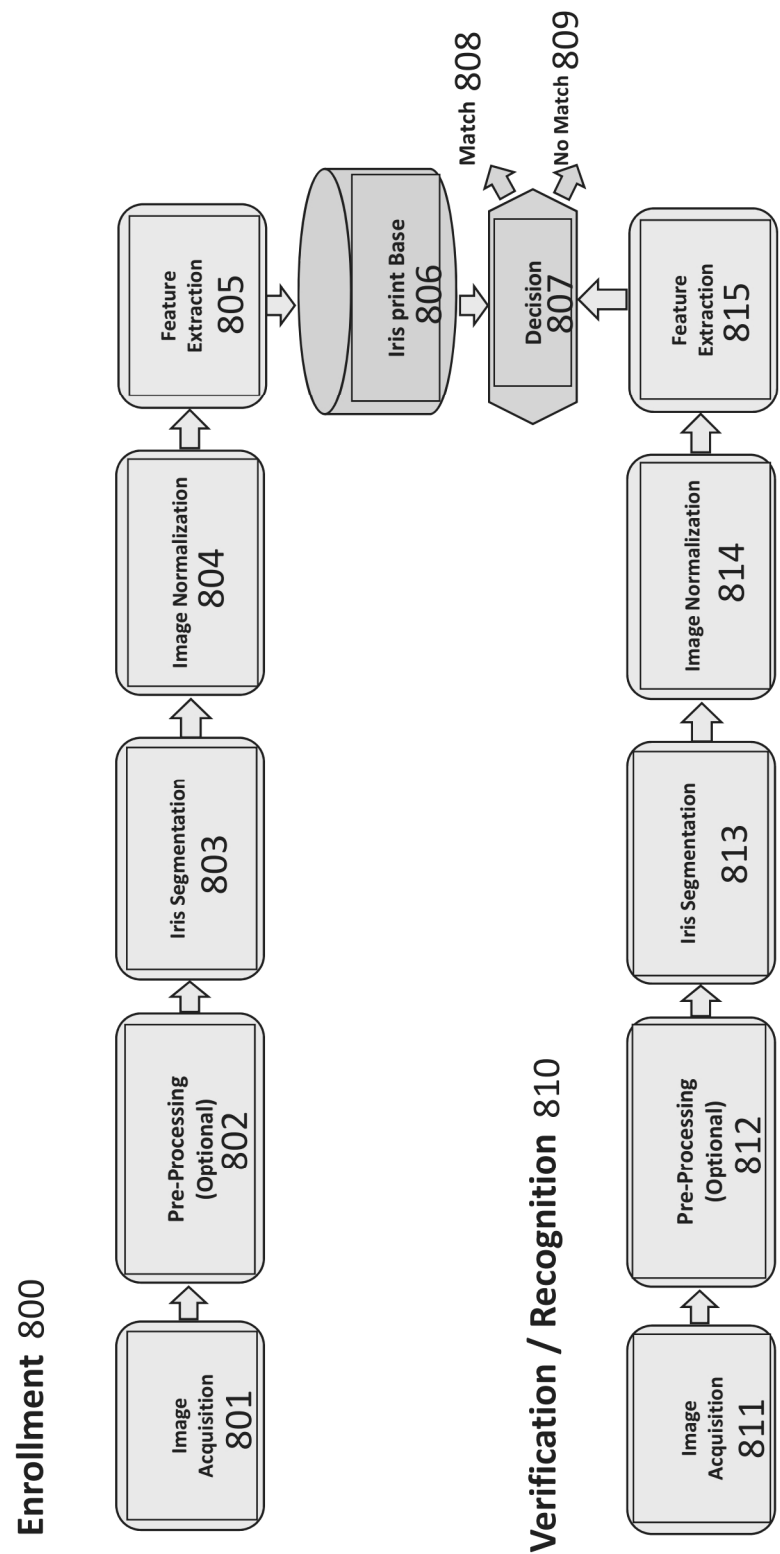 Enrollment 800
Image
Acquisition
801
Pre-Processing
(Optional)
802
Iris Segmentation
803
Image Normalization
804
Feature
Extraction
805
Iris print Base
806
Decision
807
Match 808
No Match 809
Verification / Recognition 810
Image
Acquisition
811
Pre-Processing
(Optional)
812
Iris Segmentation
813
Image Normalization
814
Feature
Extraction
815